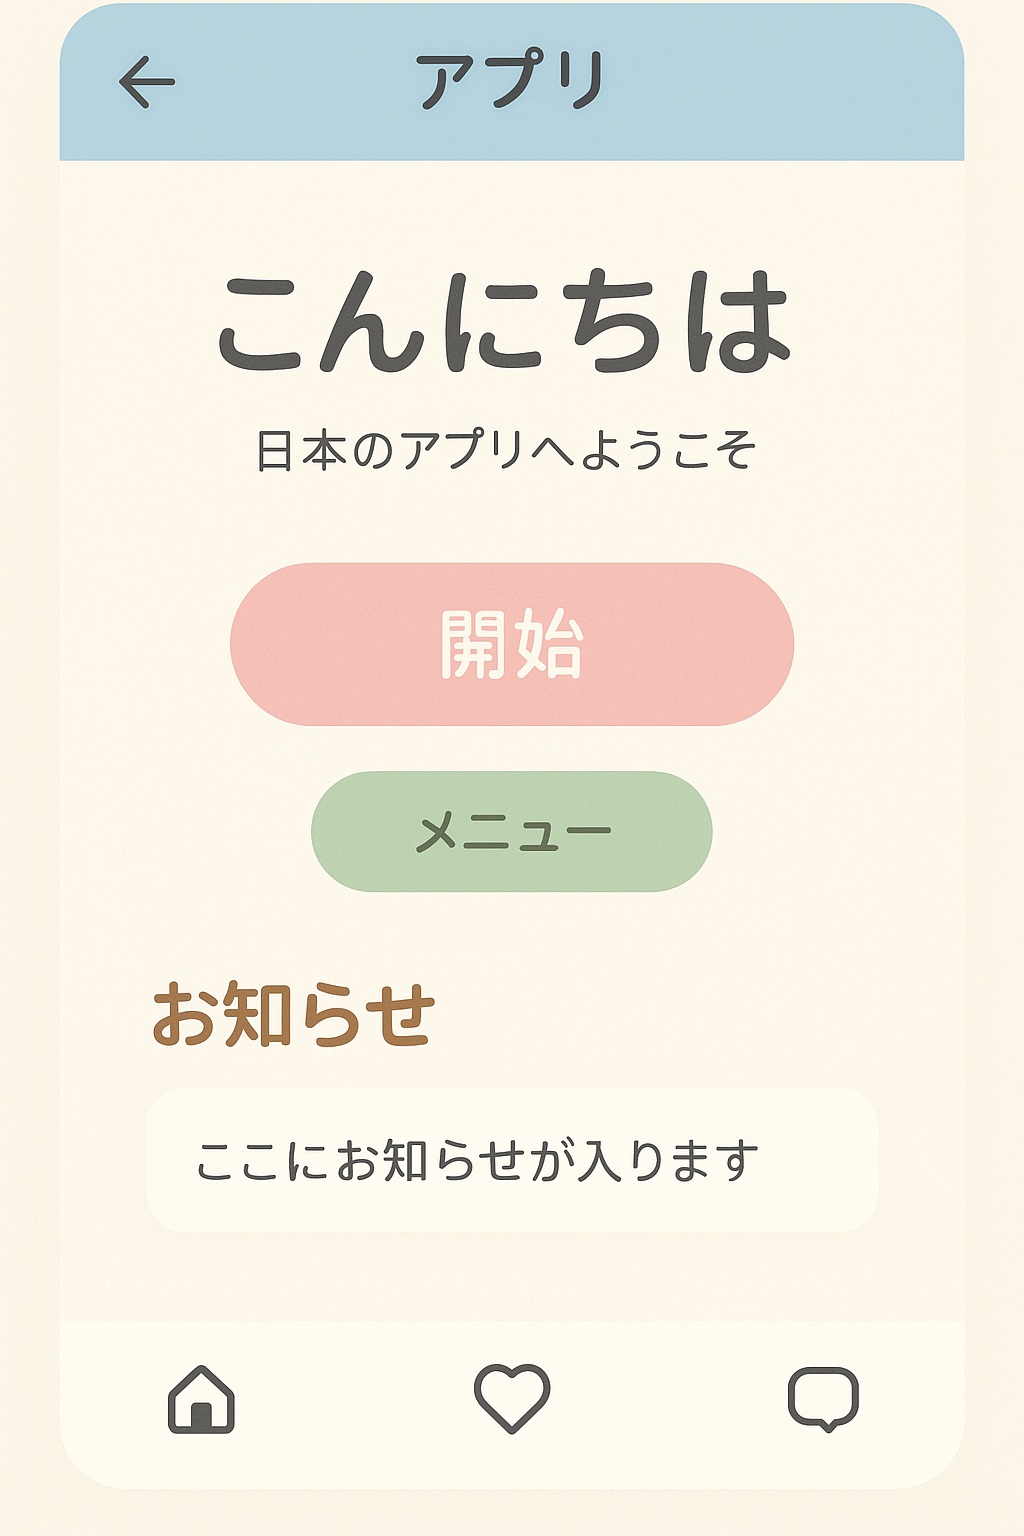 アプリ
こんにちは
日本のアプリへようこそ
開始
メニュー
お知らせ
ここにお知らせが入ります